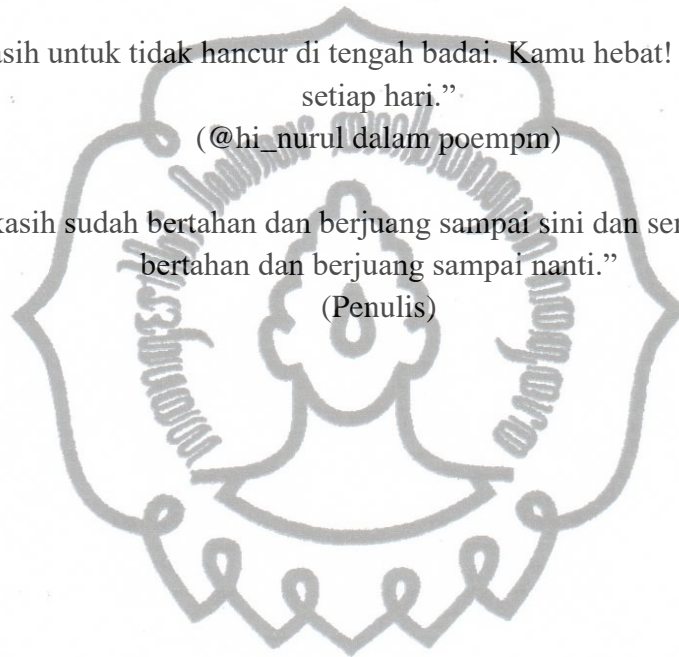 asih untuk tidak hancur di tengah badai. Kamu hebat!
setiap hari.”
(@hi_nurul dalam poempm)
kasih sudah bertahan dan berjuang sampai sini dan
bertahan dan berjuang sampai nanti.”
(Penulis)